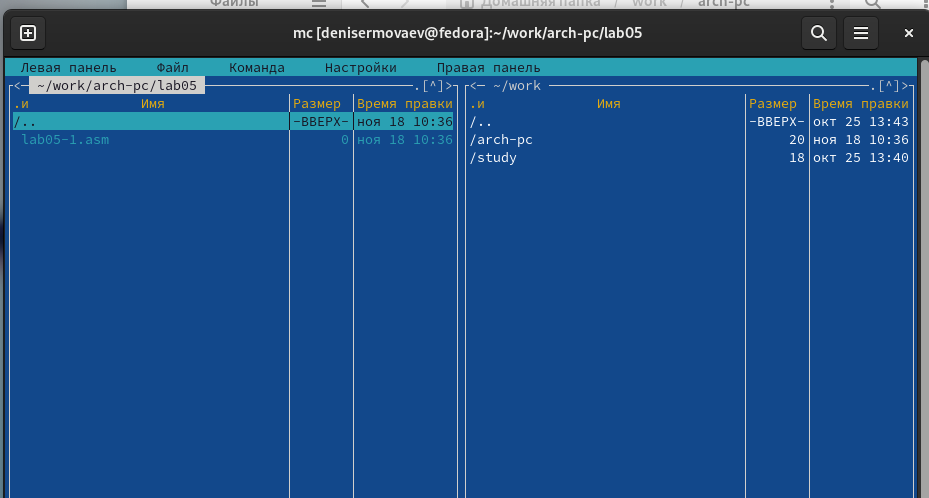 Файлы
Домашняя папка / work / arch-pc
mc [denisermovaev@fedora]:~/work/arch-pc/lab05
Левая панель Файл Команда Настройки Правая панель
<─ ~/work/arch-pc/lab05 .[^]>
.и Имя Размер Время правки
/.. -ВВЕРХ- ноя 18 10:36
lab05-1.asm 0 ноя 18 10:36
<─ ~/work .[^]>
.и Имя Размер Время правки
/.. -ВВЕРХ- окт 25 13:43
/arch-pc 20 ноя 18 10:36
/study 18 окт 25 13:40